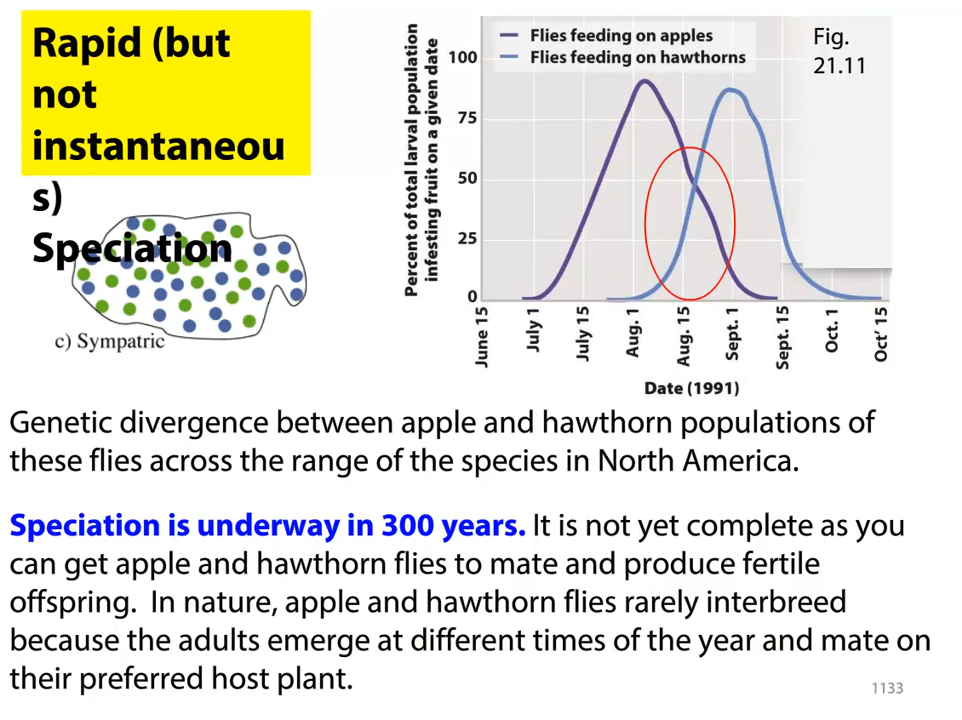 Rapid (but
not
instantaneou
s)
Speciation
c) Sympatric
Flies feeding on apples
Flies feeding on hawthorns
Fig.
21.11
Percent of total larval population
infesting fruit on a given date
100
75
50
25
0
June 15
July 1
July 15
Aug. 1
Aug. 15
Sept. 1
Sept. 15
Oct. 1
Oct' 15
Date (1991)
Genetic divergence between apple and hawthorn populations of
these flies across the range of the species in North America.
Speciation is underway in 300 years. It is not yet complete as you
can get apple and hawthorn flies to mate and produce fertile
offspring. In nature, apple and hawthorn flies rarely interbreed
because the adults emerge at different times of the year and mate on
their preferred host plant.
1133